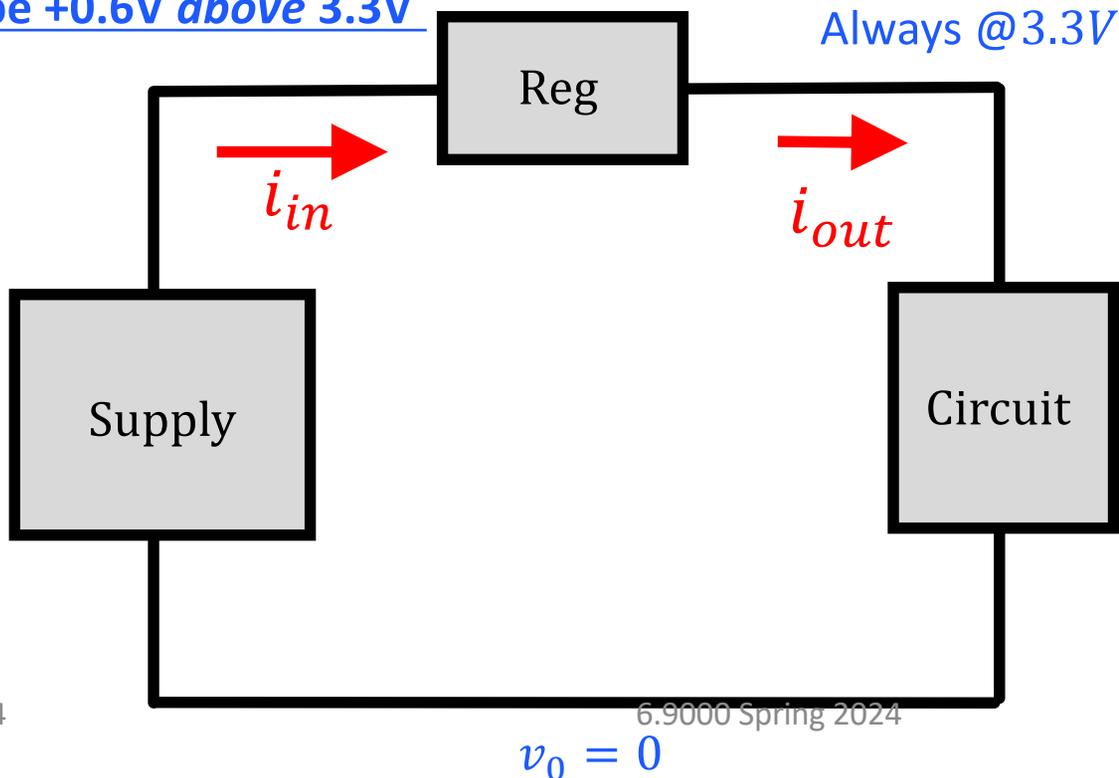 +0.6V above 3.3V
Always @3.3V
Reg
i_in
i_out
Supply
Circuit
6.9000 Spring 2024
v_0 = 0